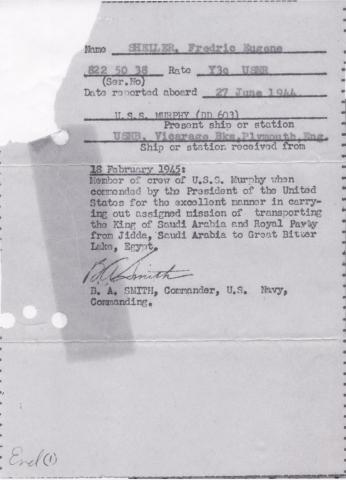 Name SHELLER, Fredric Eugene
822 50 38 Rate Y3c USNR
(Ser.No)
Date reported aboard 27 June 1944
U.S.S. MURPHY (DD 603)
Present ship or station
USNB, Vicarage Bks, Plymouth, Eng.
Ship or station received from
18 February 1945:
Member of crew of U.S.S. Murphy when
commended by the President of the United
States for the excellent manner in carry-
ing out assigned mission of transporting
the King of Saudi Arabia and Royal Party
from Jidda, Saudi Arabia to Great Bitter
Lake, Egypt.
B A Smith
B. A. SMITH, Commander, U.S. Navy,
Commanding.
Encl (1)